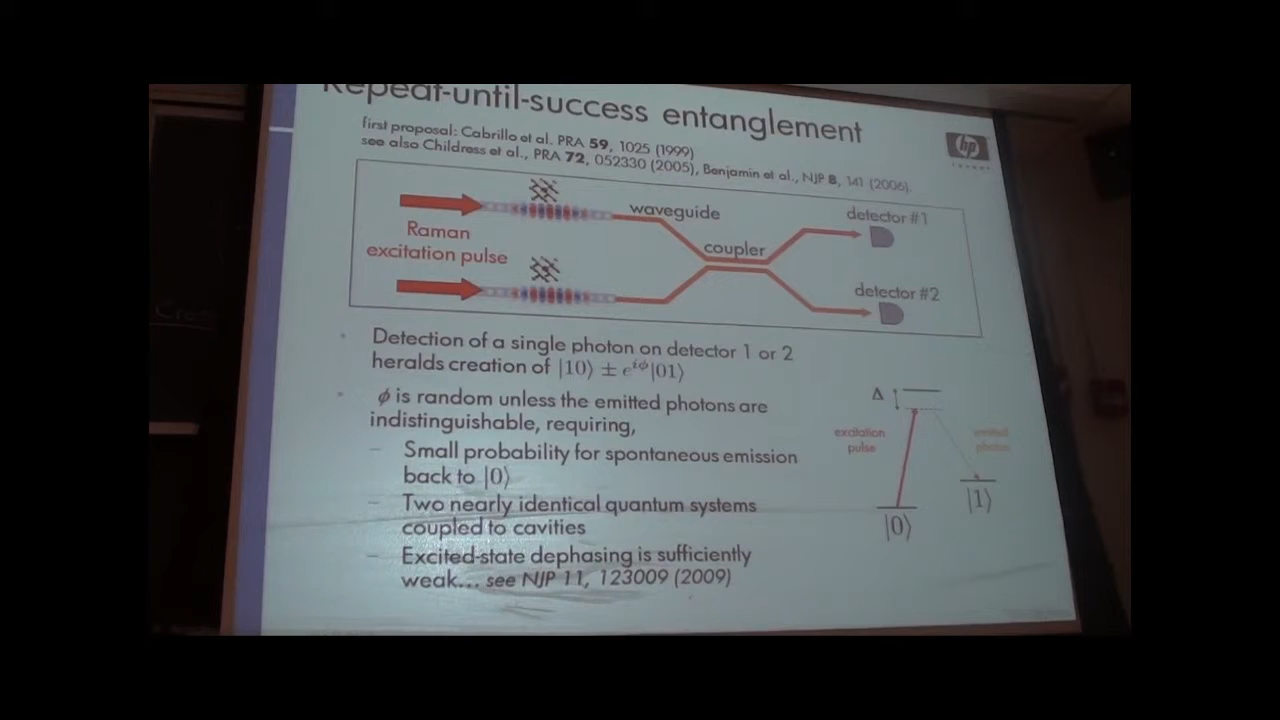 Repeat-until-success entanglement
first proposal: Cabrillo et al. PRA 59, 1025 (1999)
see also Childress et al., PRA 72, 052330 (2005), Benjamin et al., NJP 8, 141 (2006).
hp
invent
waveguide
detector #1
Raman
excitation pulse
coupler
detector #2
Detection of a single photon on detector 1 or 2
heralds creation of |10⟩ ± e^{iϕ}|01⟩
ϕ is random unless the emitted photons are
indistinguishable, requiring,
– Small probability for spontaneous emission
back to |0⟩
– Two nearly identical quantum systems
coupled to cavities
– Excited-state dephasing is sufficiently
weak... see NJP 11, 123009 (2009)
Δ
excitation
pulse
emitted
photon
|1⟩
|0⟩